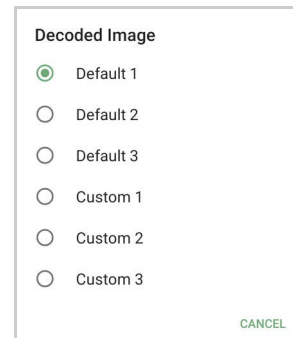 Decoded Image
Default 1
Default 2
Default 3
Custom 1
Custom 2
Custom 3
CANCEL